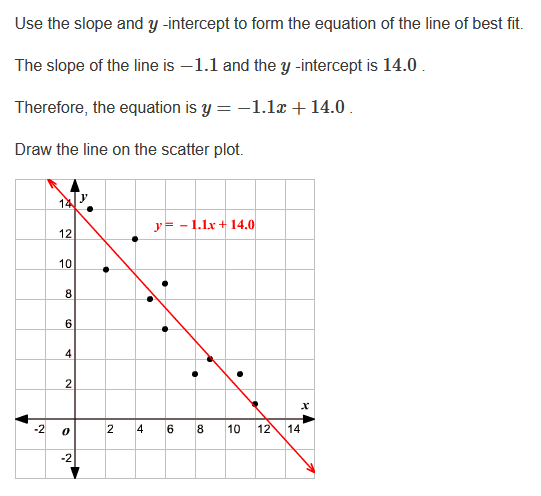 Use the slope and y -intercept to form the equation of the line of best fit.
The slope of the line is −1.1 and the y -intercept is 14.0 .
Therefore, the equation is y = −1.1x + 14.0 .
Draw the line on the scatter plot.
y
14
y = − 1.1x + 14.0
12
10
8
6
4
2
x
-2 0 2 4 6 8 10 12 14
-2